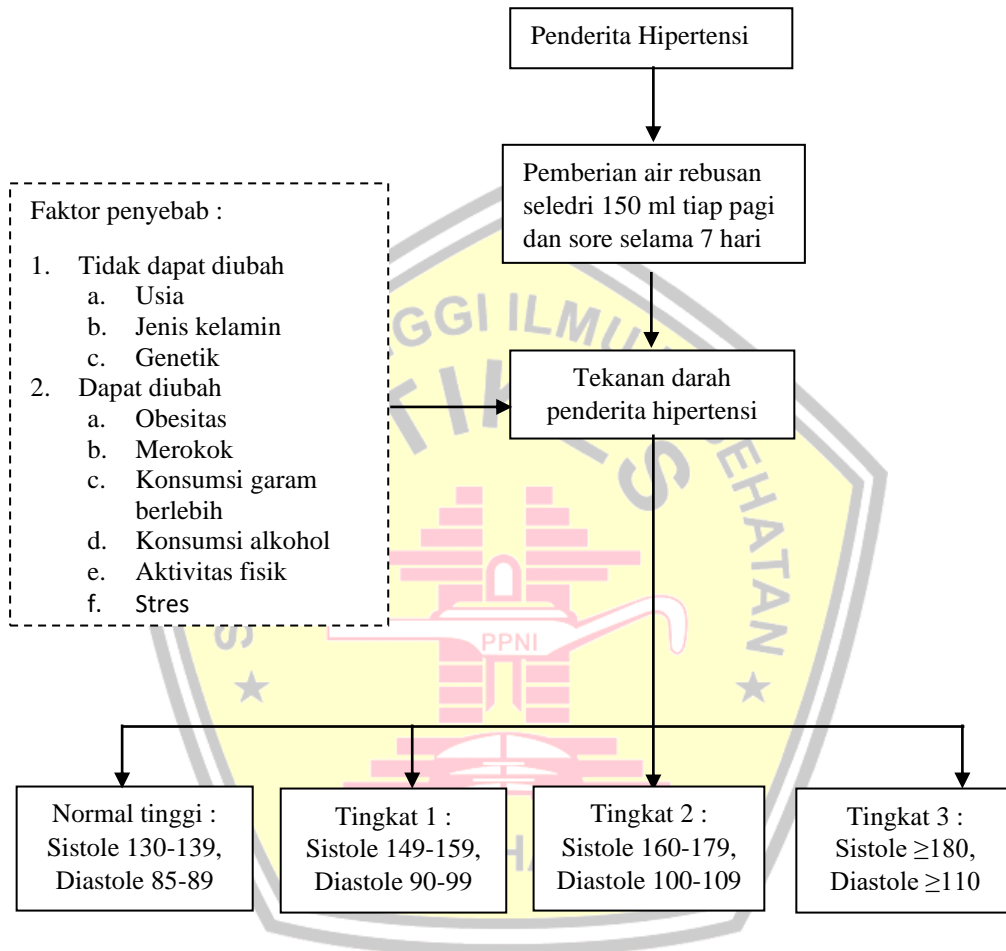 Penderita Hipertensi
Pemberian air rebusan
seledri 150 ml tiap pagi
dan sore selama 7 hari
Faktor penyebab :
1. Tidak dapat diubah
a. Usia
b. Jenis kelamin
c. Genetik
2. Dapat diubah
a. Obesitas
b. Merokok
c. Konsumsi garam
berlebih
d. Konsumsi alkohol
e. Aktivitas fisik
f. Stres
Tekanan darah
penderita hipertensi
PPNI
Normal tinggi :
Sistole 130-139,
Diastole 85-89
Tingkat 1 :
Sistole 149-159,
Diastole 90-99
Tingkat 2 :
Sistole 160-179,
Diastole 100-109
Tingkat 3 :
Sistole ≥180,
Diastole ≥110